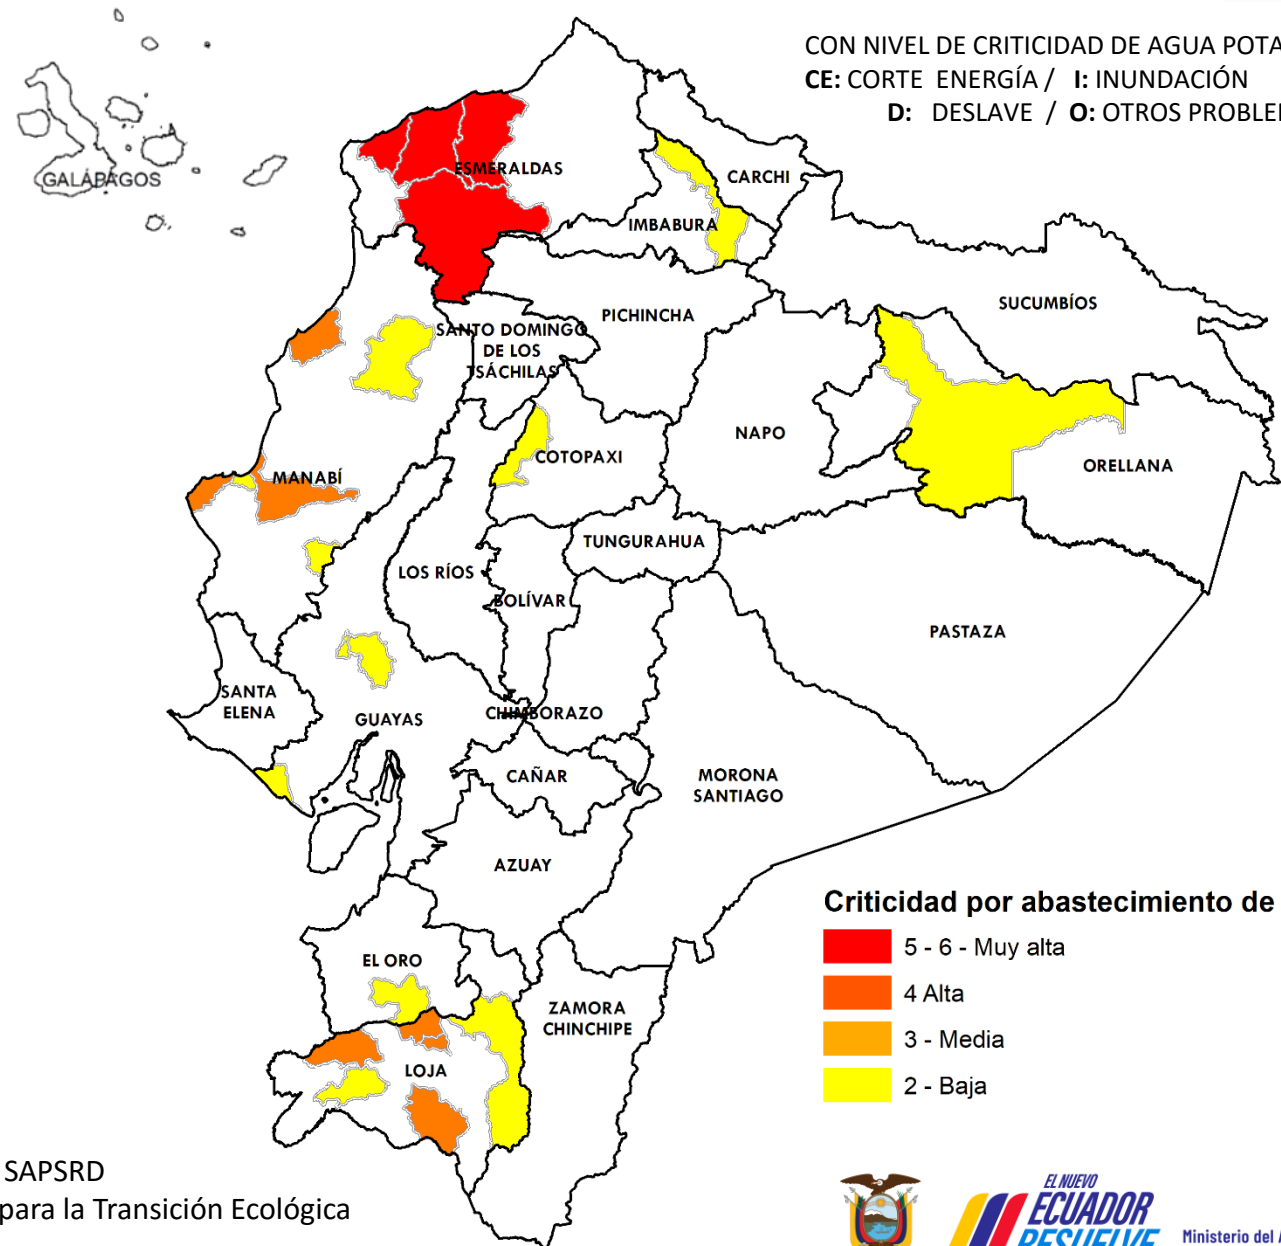 CON NIVEL DE CRITICIDAD DE AGUA POTA
CE: CORTE ENERGÍA / I: INUNDACIÓN
D: DESLAVE / O: OTROS PROBLE
GALÁPAGOS
ESMERALDAS
CARCHI
IMBABURA
SUCUMBÍOS
PICHINCHA
SANTO DOMINGO
DE LOS
TSÁCHILAS
NAPO
COTOPAXI
ORELLANA
MANABÍ
TUNGURAHUA
LOS RÍOS
BOLÍVAR
PASTAZA
SANTA
ELENA
GUAYAS
CHIMBORAZO
CAÑAR
MORONA
SANTIAGO
AZUAY
EL ORO
ZAMORA
CHINCHIPE
LOJA
Criticidad por abastecimiento de
5 - 6 - Muy alta
4 Alta
3 - Media
2 - Baja
SAPSRD
para la Transición Ecológica
EL NUEVO
ECUADOR
RESUELVE
Ministerio del A